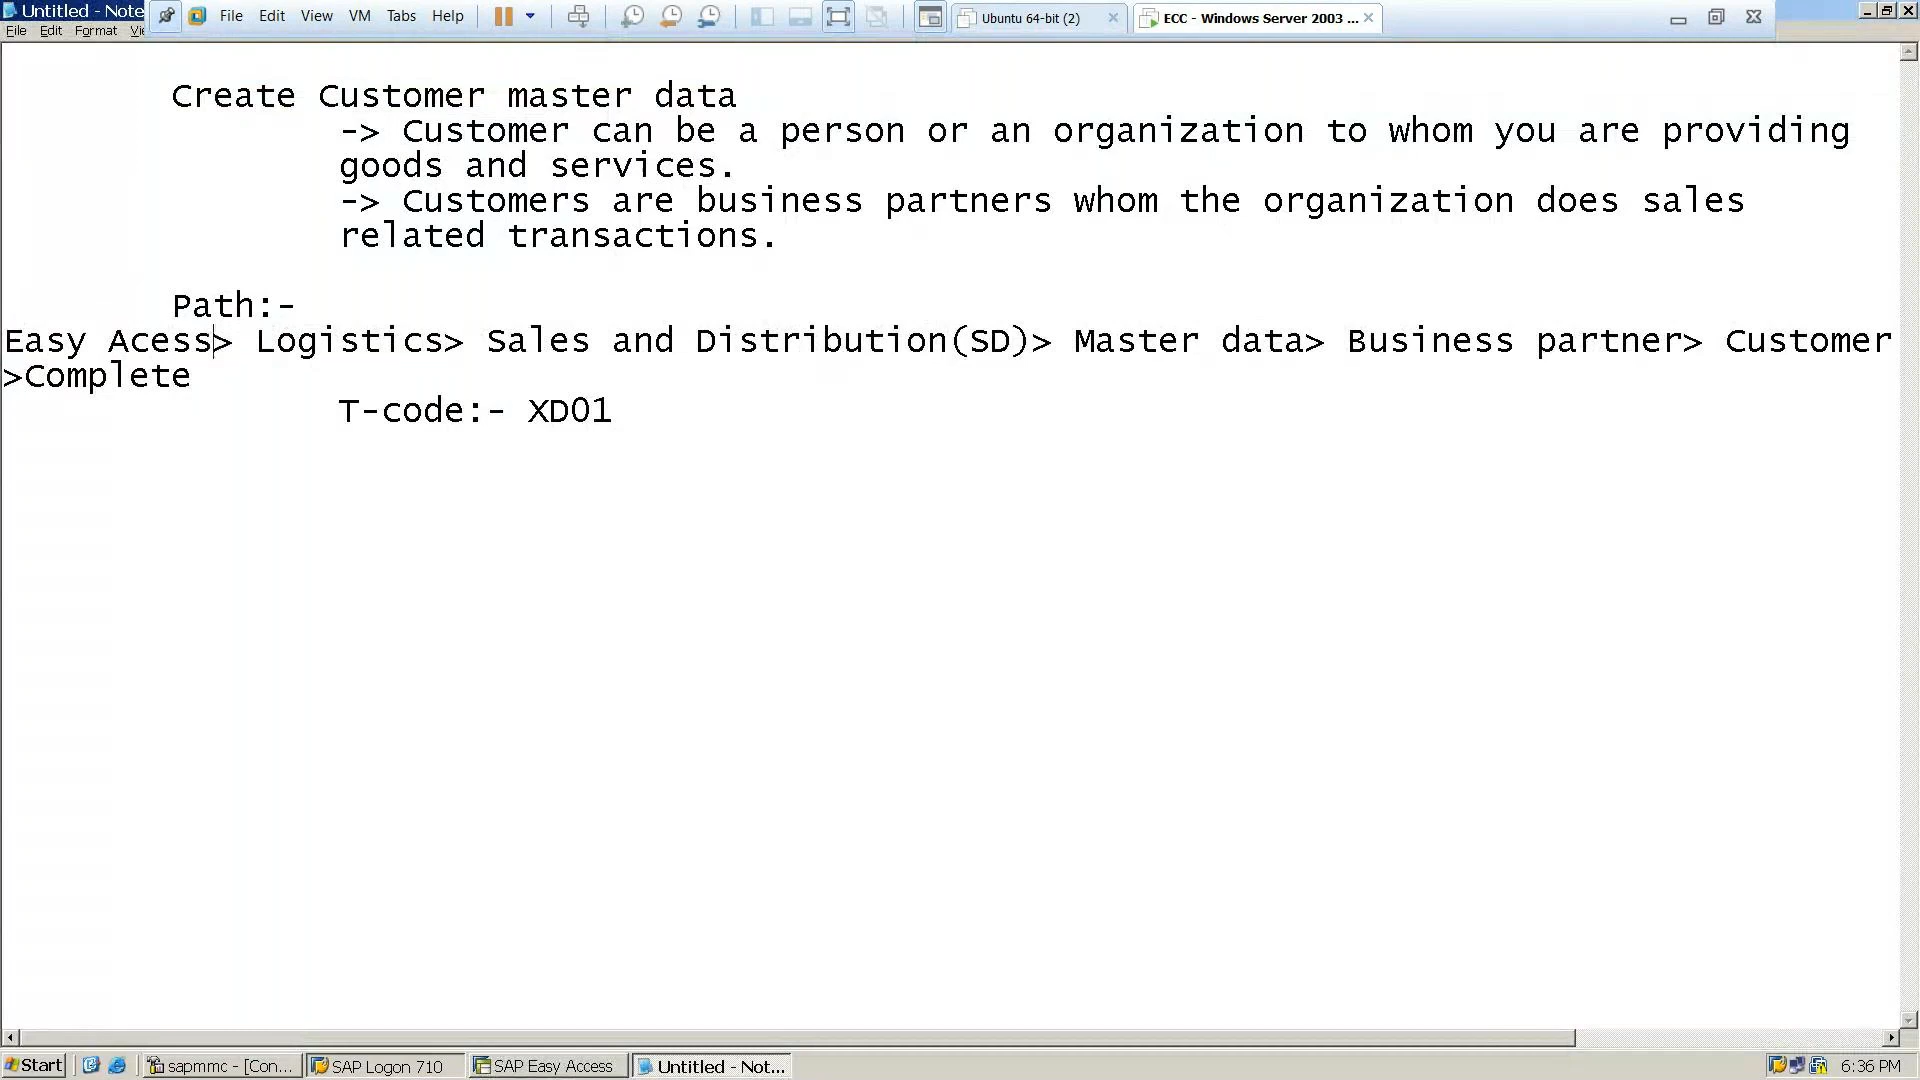 Untitled - Note File Edit View VM Tabs Help Ubuntu 64-bit (2) ECC - Windows Server 2003 ...
File Edit Format
Create Customer master data
-> Customer can be a person or an organization to whom you are providing
goods and services.
-> Customers are business partners whom the organization does sales
related transactions.
Path:-
Easy Acess> Logistics> Sales and Distribution(SD)> Master data> Business partner> Customer
>Complete
T-code:- XD01
Start sapmmc - [Con... SAP Logon 710 SAP Easy Access Untitled - Not... 6:36 PM